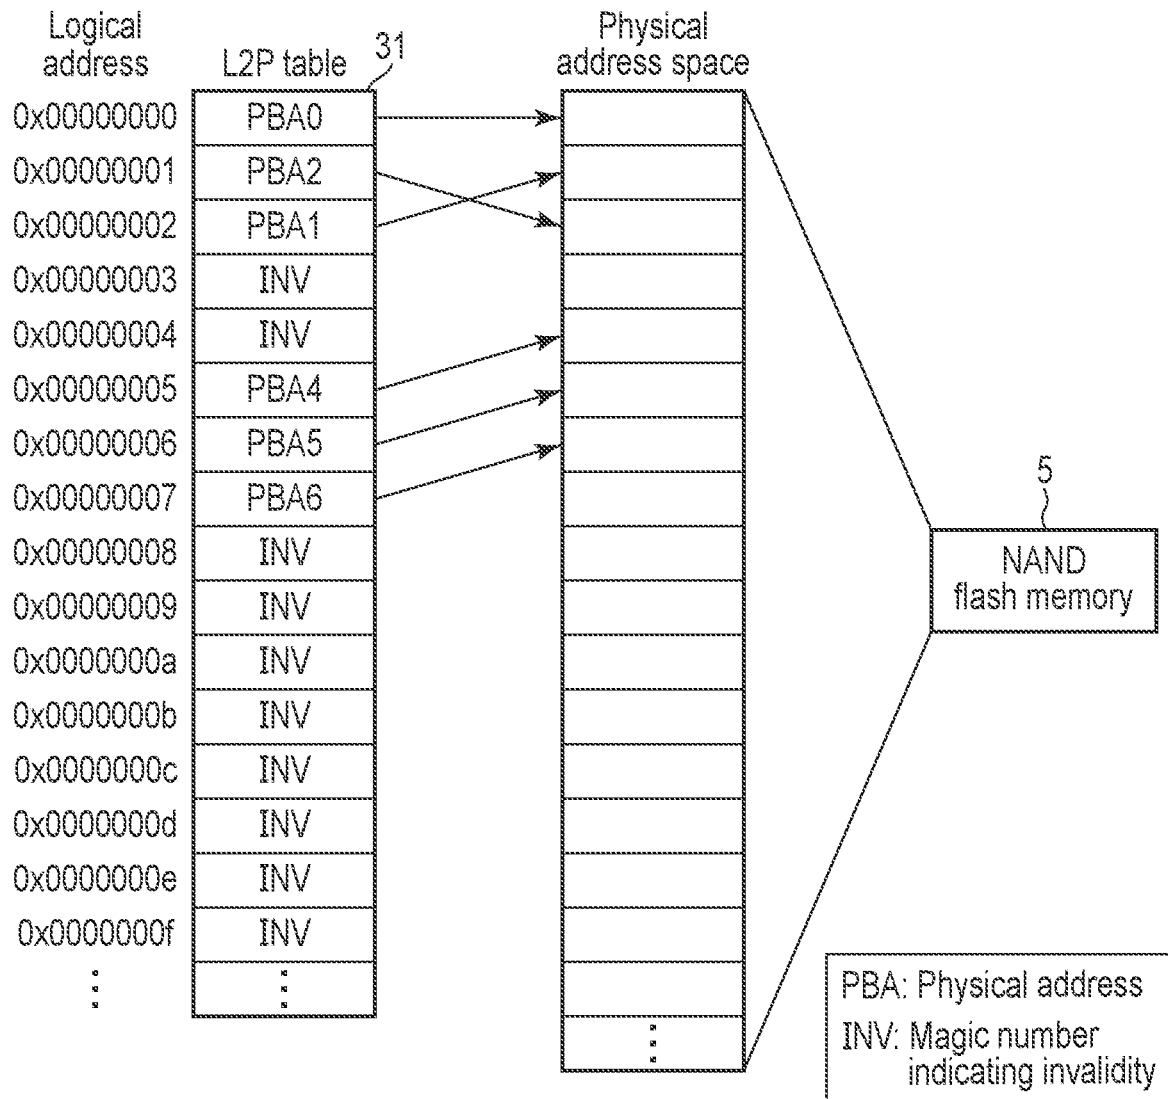 Logical
address
L2P table
31
Physical
address space
0x00000000 PBA0
0x00000001 PBA2
0x00000002 PBA1
0x00000003 INV
0x00000004 INV
0x00000005 PBA4
0x00000006 PBA5
0x00000007 PBA6
0x00000008 INV
0x00000009 INV
0x0000000a INV
0x0000000b INV
0x0000000c INV
0x0000000d INV
0x0000000e INV
0x0000000f INV
5
NAND
flash memory
PBA: Physical address
INV: Magic number
indicating invalidity